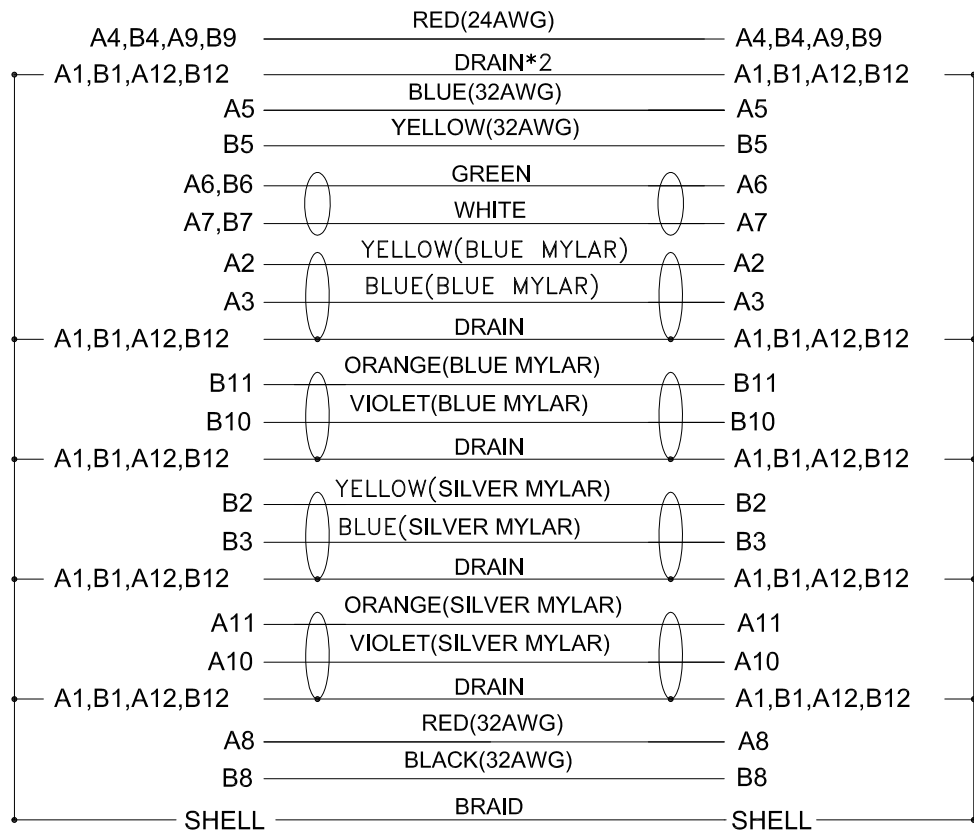 RED(24AWG)
A4,B4,A9,B9 A4,B4,A9,B9
DRAIN*2
A1,B1,A12,B12 A1,B1,A12,B12
BLUE(32AWG)
A5 A5
YELLOW(32AWG)
B5 B5
GREEN
A6,B6 A6
WHITE
A7,B7 A7
YELLOW(BLUE MYLAR)
A2 A2
BLUE(BLUE MYLAR)
A3 A3
DRAIN
A1,B1,A12,B12 A1,B1,A12,B12
ORANGE(BLUE MYLAR)
B11 B11
VIOLET(BLUE MYLAR)
B10 B10
DRAIN
A1,B1,A12,B12 A1,B1,A12,B12
YELLOW(SILVER MYLAR)
B2 B2
BLUE(SILVER MYLAR)
B3 B3
DRAIN
A1,B1,A12,B12 A1,B1,A12,B12
ORANGE(SILVER MYLAR)
A11 A11
VIOLET(SILVER MYLAR)
A10 A10
DRAIN
A1,B1,A12,B12 A1,B1,A12,B12
RED(32AWG)
A8 A8
BLACK(32AWG)
B8 B8
BRAID
SHELL SHELL